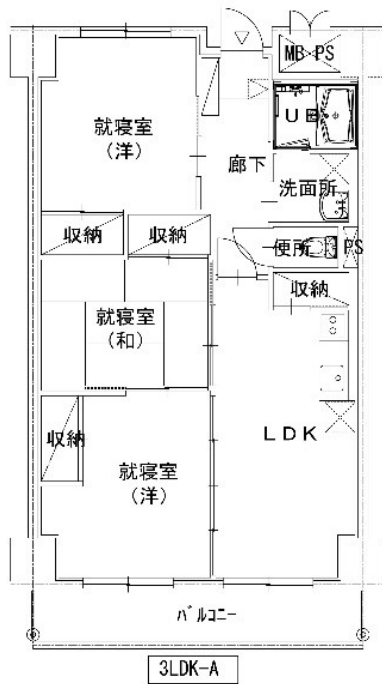 MB PS
UB
就寝室
(洋)
廊下
洗面所
収納
収納
便所
PS
就寝室
(和)
収納
収納
LDK
就寝室
(洋)
バルコニー
3LDK-A